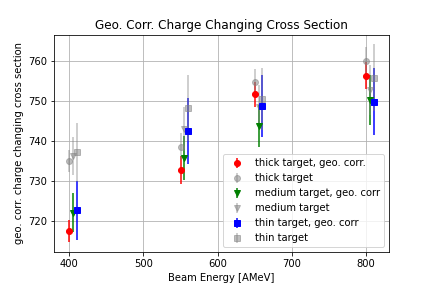 Geo. Corr. Charge Changing Cross Section
geo. corr. charge changing cross section
760
750
740
730
720
thick target, geo. corr.
thick target
medium target, geo. corr
medium target
thin target, geo. corr
thin target
400
500
600
700
800
Beam Energy [AMeV]